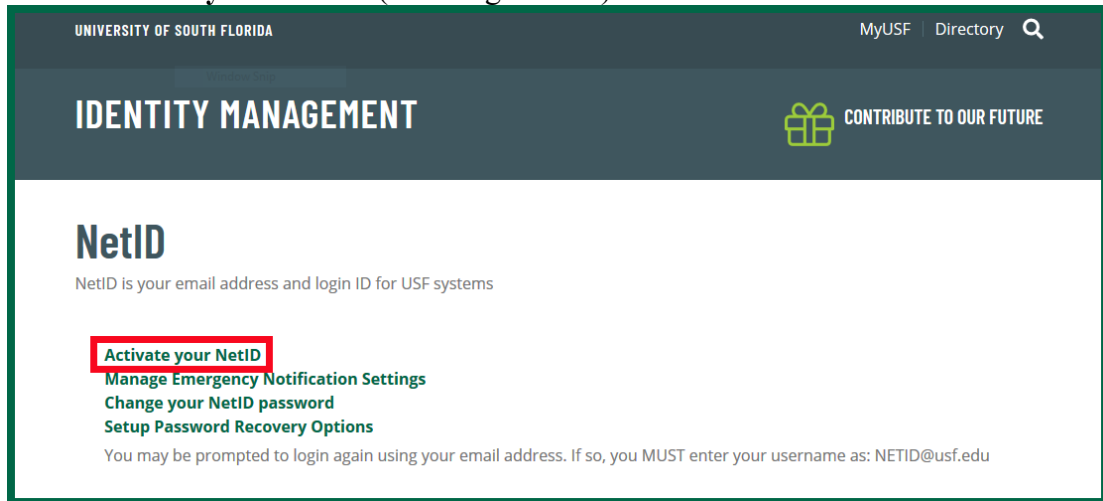 UNIVERSITY OF SOUTH FLORIDA
MyUSF
Directory
IDENTITY MANAGEMENT
CONTRIBUTE TO OUR FUTURE
NetID
NetID is your email address and login ID for USF systems
Activate your NetID
Manage Emergency Notification Settings
Change your NetID password
Setup Password Recovery Options
You may be prompted to login again using your email address. If so, you MUST enter your username as: NETID@usf.edu